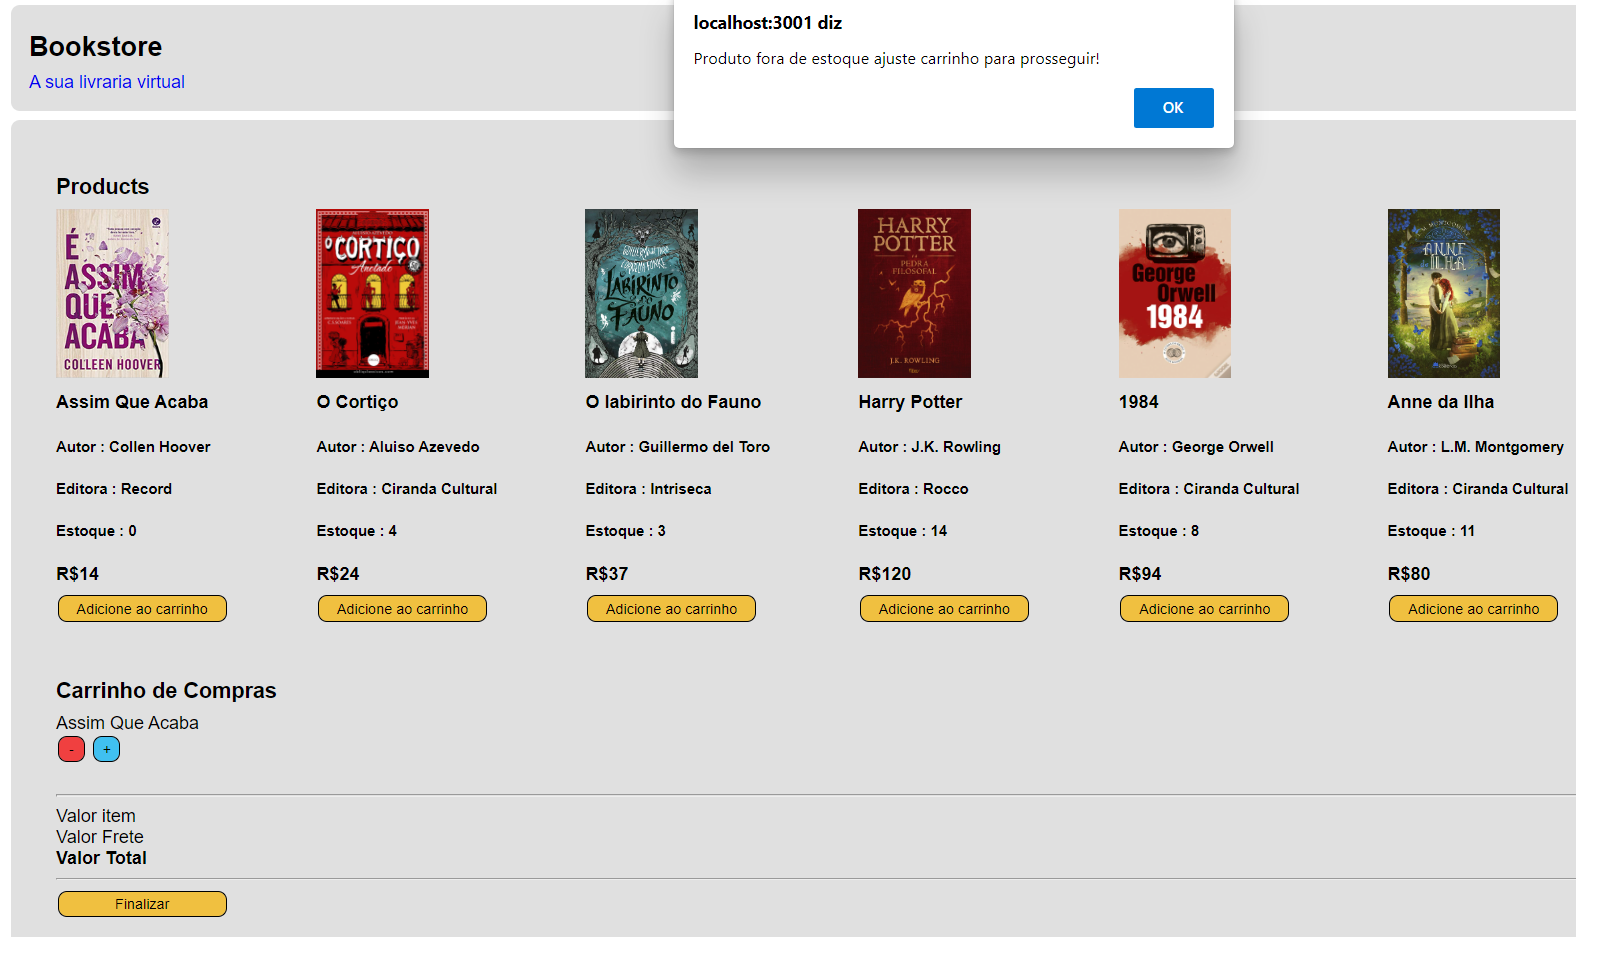 localhost:3001 diz
Produto fora de estoque ajuste carrinho para prosseguir!
OK
Bookstore
A sua livraria virtual
Products
É
ASSIM
QUE
ACABA
COLLEEN HOOVER
O CORTIÇO
Anotado
GUILLERMO DEL TORO
CORNELIA FUNKE
O LABIRINTO
do FAUNO
HARRY
POTTER
E A
PEDRA
FILOSOFAL
J.K. ROWLING
George
Orwell
1984
ANNE
DA ILHA
Assim Que Acaba
O Cortiço
O labirinto do Fauno
Harry Potter
1984
Anne da Ilha
Autor : Collen Hoover
Autor : Aluiso Azevedo
Autor : Guillermo del Toro
Autor : J.K. Rowling
Autor : George Orwell
Autor : L.M. Montgomery
Editora : Record
Editora : Ciranda Cultural
Editora : Intriseca
Editora : Rocco
Editora : Ciranda Cultural
Editora : Ciranda Cultural
Estoque : 0
Estoque : 4
Estoque : 3
Estoque : 14
Estoque : 8
Estoque : 11
R$14
R$24
R$37
R$120
R$94
R$80
Adicione ao carrinho
Adicione ao carrinho
Adicione ao carrinho
Adicione ao carrinho
Adicione ao carrinho
Adicione ao carrinho
Carrinho de Compras
Assim Que Acaba
- +
Valor item
Valor Frete
Valor Total
Finalizar